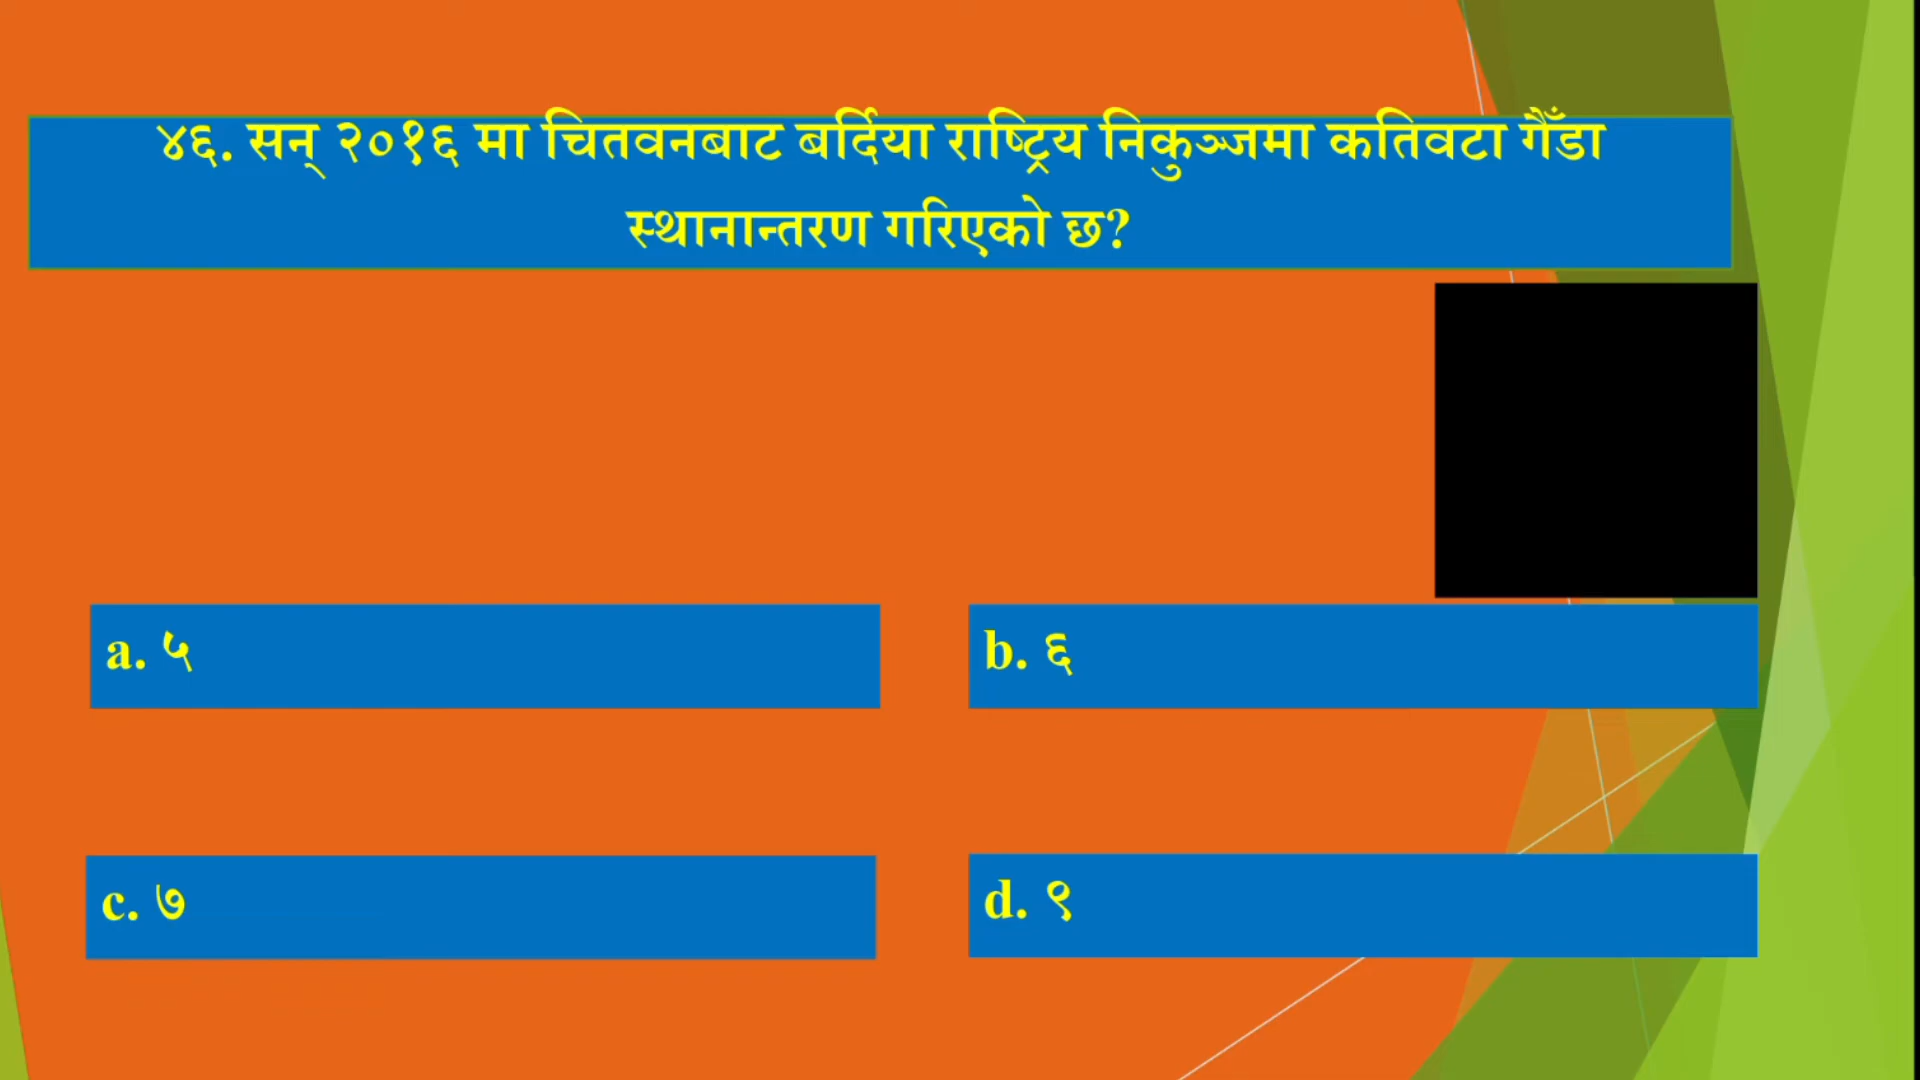 ४६. सन् २०१६ मा चितवनबाट बर्दिया राष्ट्रिय निकुञ्जमा कतिवटा गैँडा
स्थानान्तरण गरिएको छ?
a. ५
b. ६
c. ७
d. ९